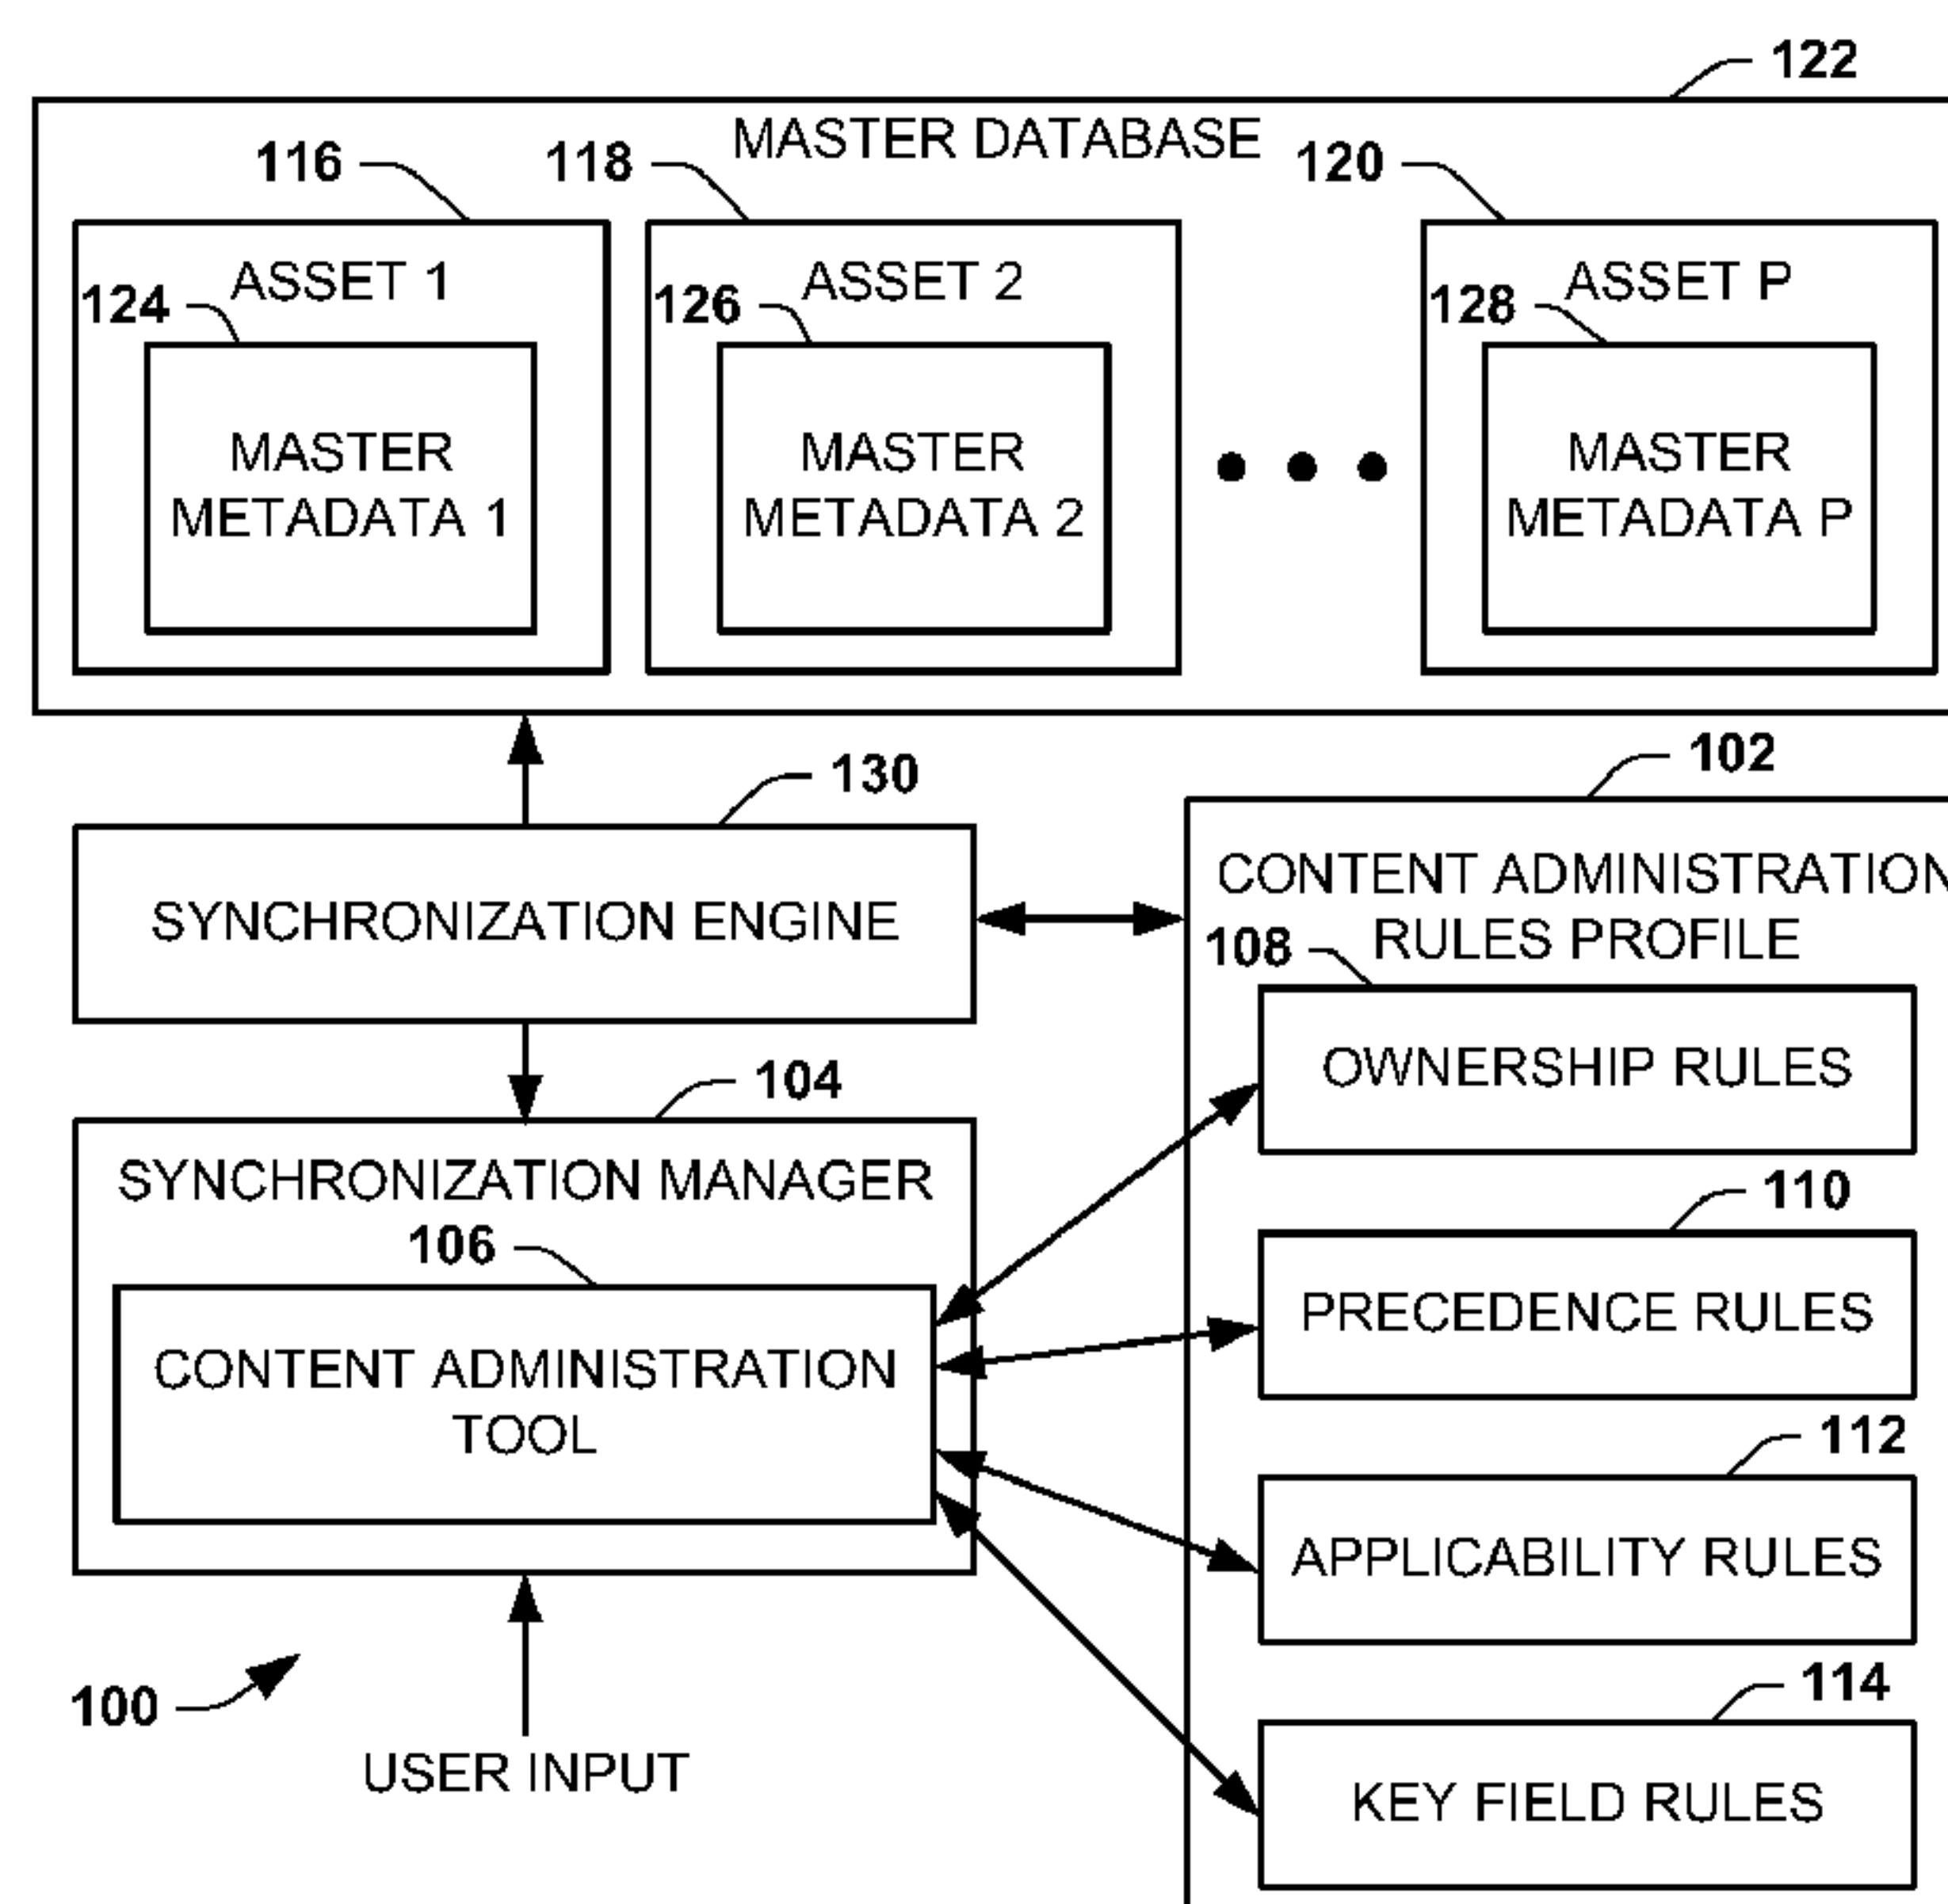 122
MASTER DATABASE
116
118
120
ASSET 1
ASSET 2
ASSET P
124
126
128
MASTER
METADATA 1
MASTER
METADATA 2
MASTER
METADATA P
130
102
SYNCHRONIZATION ENGINE
CONTENT ADMINISTRATION
RULES PROFILE
108
OWNERSHIP RULES
104
SYNCHRONIZATION MANAGER
106
CONTENT ADMINISTRATION
TOOL
110
PRECEDENCE RULES
112
APPLICABILITY RULES
114
KEY FIELD RULES
100
USER INPUT